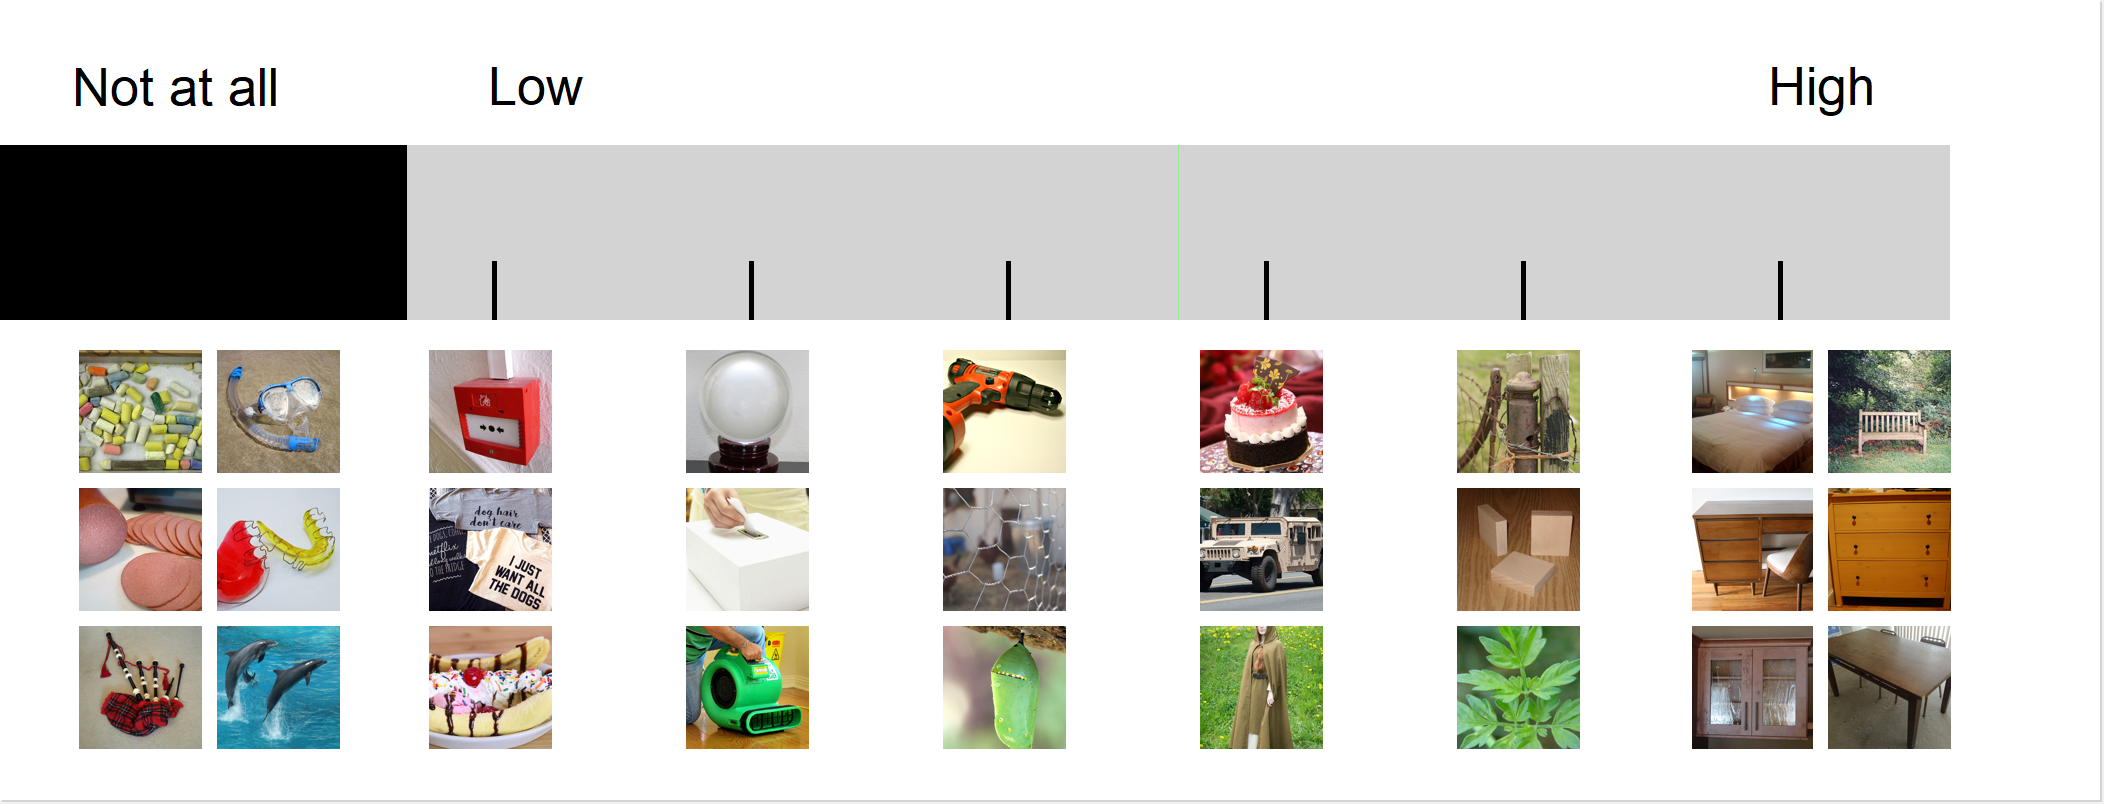 Not at all
Low
High
dog hair
don't care
I JUST
WANT ALL
THE DOGS